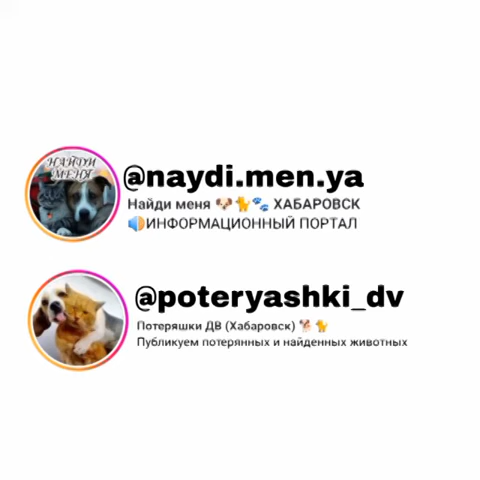 НАЙДИ
МЕНЯ
@naydi.men.ya
Найди меня 🐶🐈🐾 ХАБАРОВСК
🔊ИНФОРМАЦИОННЫЙ ПОРТАЛ
@poteryashki_dv
Потеряшки ДВ (Хабаровск) 🐕🐈
Публикуем потерянных и найденных животных